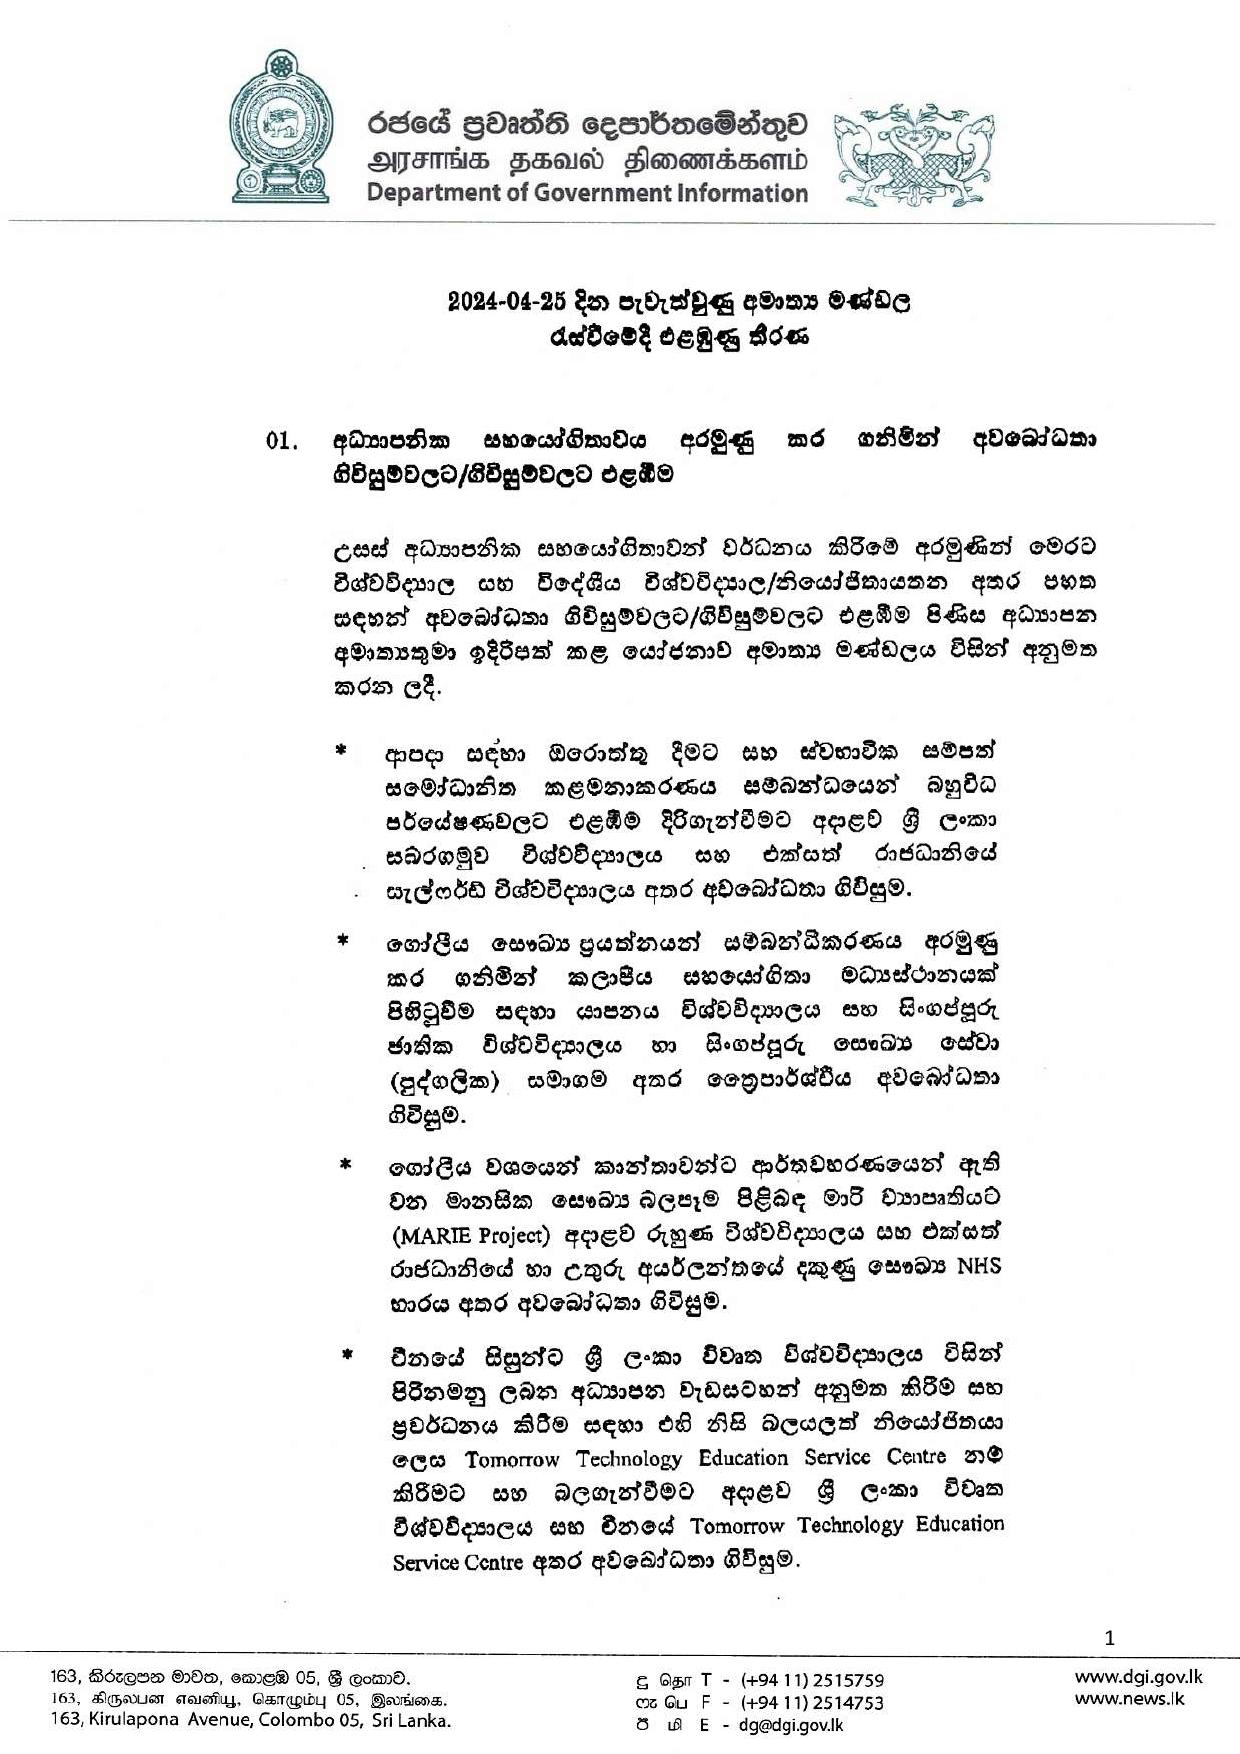 රජයේ ප්‍රවෘත්ති දෙපාර්තමේන්තුව
அரசாங்க தகவல் திணைக்களம்
Department of Government Information
2024-04-25 දින පැවැත්වුණු අමාත්‍ය මණ්ඩල
රැස්වීමේදී එළඹුණු තීරණ
01. අධ්‍යාපනික සහයෝගිතාවය අරමුණු කර ගනිමින් අවබෝධතා
ගිවිසුම්වලට/ගිවිසුම්වලට එළඹීම
උසස් අධ්‍යාපනික සහයෝගිතාවන් වර්ධනය කිරීමේ අරමුණින් මෙරට
විශ්වවිද්‍යාල සහ විදේශීය විශ්වවිද්‍යාල/නියෝජිතායතන අතර පහත
සඳහන් අවබෝධතා ගිවිසුම්වලට/ගිවිසුම්වලට එළඹීම පිණිස අධ්‍යාපන
අමාත්‍යතුමා ඉදිරිපත් කළ යෝජනාව අමාත්‍ය මණ්ඩලය විසින් අනුමත
කරන ලදී.
* ආපදා සඳහා ඔරොත්තු දීමට සහ ස්වභාවික සම්පත්
සමෝධානිත කළමනාකරණය සම්බන්ධයෙන් බහුවිධ
පර්යේෂණවලට එළඹීම දිරිගැන්වීමට අදාළව ශ්‍රී ලංකා
සබරගමුව විශ්වවිද්‍යාලය සහ එක්සත් රාජධානියේ
සැල්ෆර්ඩ් විශ්වවිද්‍යාලය අතර අවබෝධතා ගිවිසුම.
* ගෝලීය සෞඛ්‍ය ප්‍රයත්නයන් සම්බන්ධීකරණය අරමුණු
කර ගනිමින් කලාපීය සහයෝගිතා මධ්‍යස්ථානයක්
පිහිටුවීම සඳහා යාපනය විශ්වවිද්‍යාලය සහ සිංගප්පූරු
ජාතික විශ්වවිද්‍යාලය හා සිංගප්පූරු සෞඛ්‍ය සේවා
(පුද්ගලික) සමාගම අතර ත්‍රෛපාර්ශ්වීය අවබෝධතා
ගිවිසුම.
* ගෝලීය වශයෙන් කාන්තාවන්ට ආර්තවහරණයෙන් ඇති
වන මානසික සෞඛ්‍ය බලපෑම පිළිබඳ මාරි ව්‍යාපෘතියට
(MARIE Project) අදාළව රුහුණ විශ්වවිද්‍යාලය සහ එක්සත්
රාජධානියේ හා උතුරු අයර්ලන්තයේ දකුණු සෞඛ්‍ය NHS
භාරය අතර අවබෝධතා ගිවිසුම.
* චීනයේ සිසුන්ට ශ්‍රී ලංකා විවෘත විශ්වවිද්‍යාලය විසින්
පිරිනමනු ලබන අධ්‍යාපන වැඩසටහන් අනුමත කිරීම සහ
ප්‍රවර්ධනය කිරීම සඳහා එහි නිසි බලයලත් නියෝජිතයා
ලෙස Tomorrow Technology Education Service Centre නම්
කිරීමට සහ බලගැන්වීමට අදාළව ශ්‍රී ලංකා විවෘත
විශ්වවිද්‍යාලය සහ චීනයේ Tomorrow Technology Education
Service Centre අතර අවබෝධතා ගිවිසුම.
1
163, කිරුලපන මාවත, කොළඹ 05, ශ්‍රී ලංකාව.
163, கிருலபன எவனியூ, கொழும்பு 05, இலங்கை.
163, Kirulapona Avenue, Colombo 05, Sri Lanka.
දු தொ T - (+94 11) 2515759
ෆැ பெ F - (+94 11) 2514753
ඊ மி E - dg@dgi.gov.lk
www.dgi.gov.lk
www.news.lk